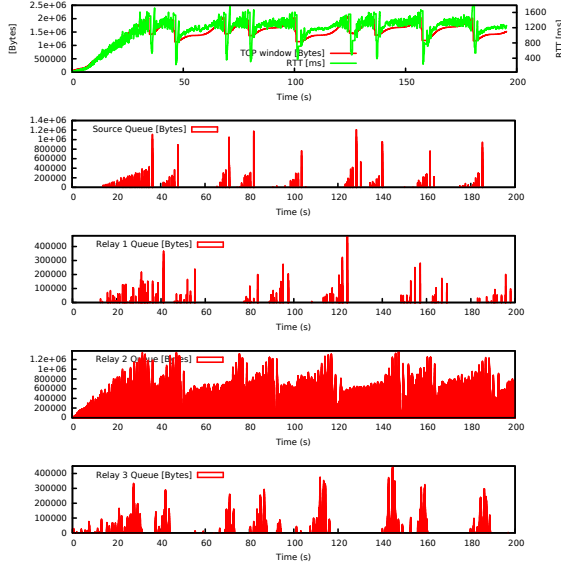 2.5e+06
2e+06
1.5e+06
1e+06
500000
0
[Bytes]
1600
1200
800
400
RTT [ms]
TCP window [Bytes]
RTT [ms]
0 50 100 150 200
Time (s)
1.4e+06
1.2e+06
1e+06
800000
600000
400000
200000
0
Source Queue [Bytes]
0 20 40 60 80 100 120 140 160 180 200
Time (s)
400000
300000
200000
100000
0
Relay 1 Queue [Bytes]
0 20 40 60 80 100 120 140 160 180 200
Time (s)
1.2e+06
1e+06
800000
600000
400000
200000
0
Relay 2 Queue [Bytes]
0 20 40 60 80 100 120 140 160 180 200
Time (s)
400000
300000
200000
100000
0
Relay 3 Queue [Bytes]
0 20 40 60 80 100 120 140 160 180 200
Time (s)